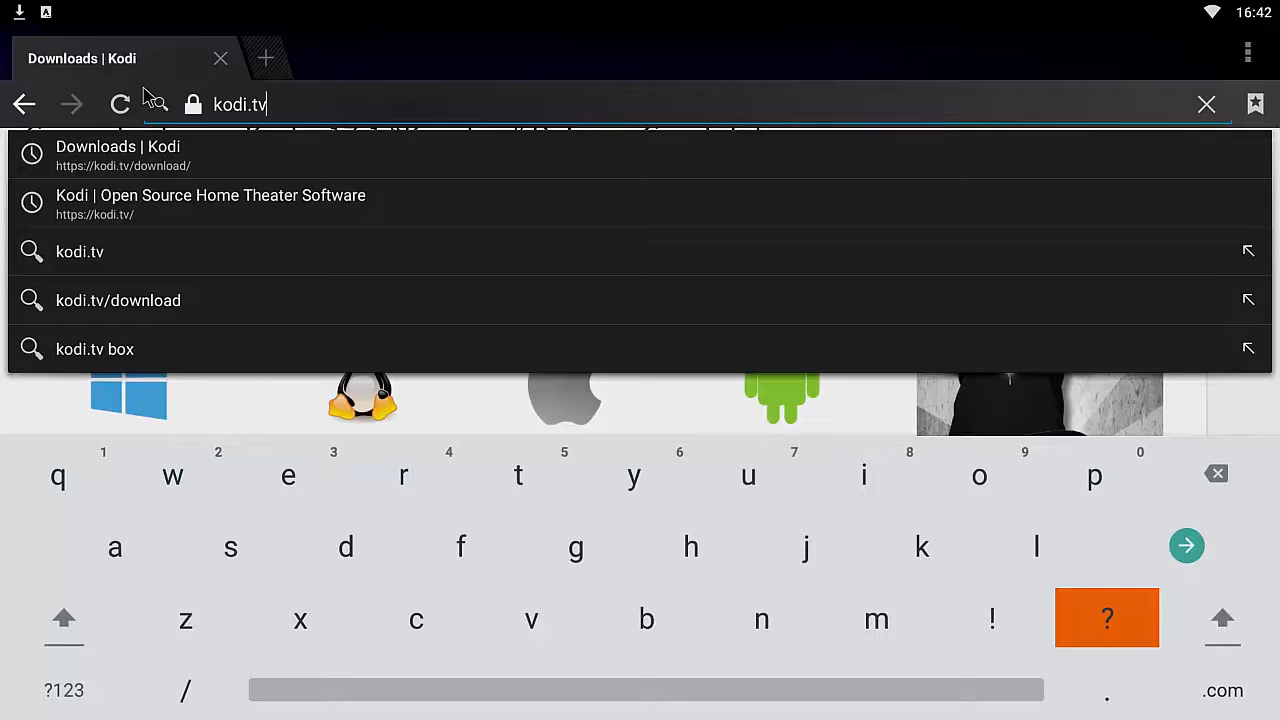 16:42
Downloads | Kodi
kodi.tv
Downloads | Kodi
https://kodi.tv/download/
Kodi | Open Source Home Theater Software
https://kodi.tv/
kodi.tv
kodi.tv/download
kodi.tv box
1 2 3 4 5 6 7 8 9 0
q w e r t y u i o p
a s d f g h j k l
z x c v b n m ! ?
?123 / . .com